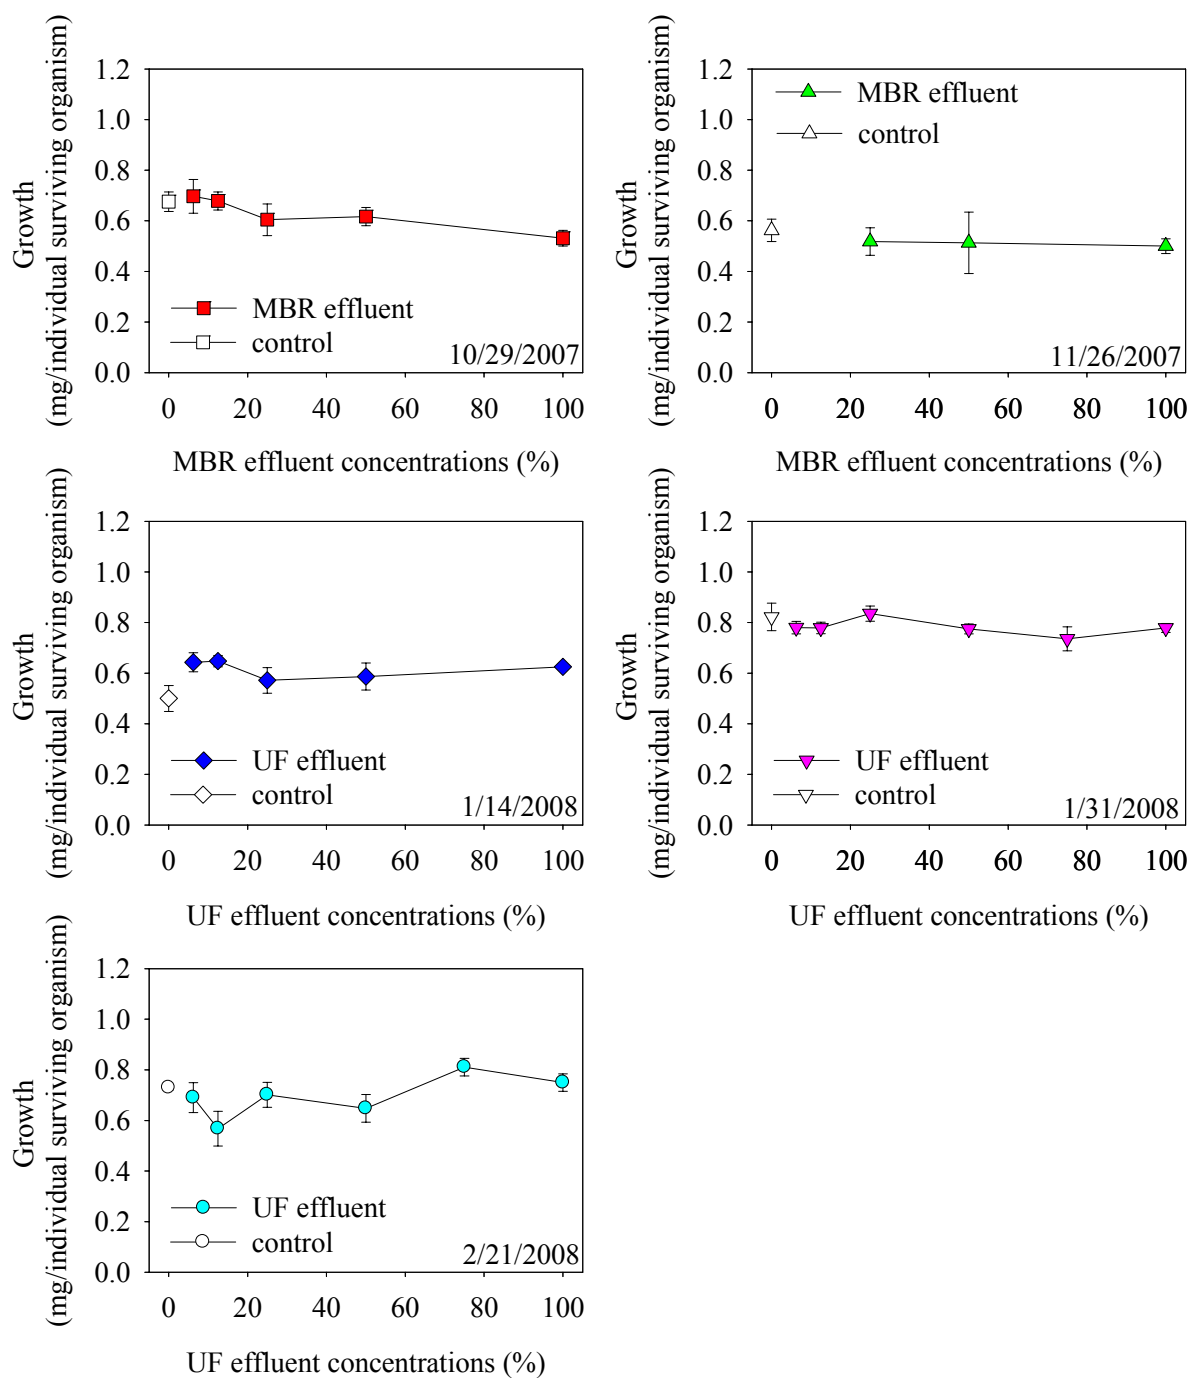 Growth
(mg/individual surviving organism)
1.2
1.0
0.8
0.6
0.4
0.2
0.0
MBR effluent
control
10/29/2007
0 20 40 60 80 100
MBR effluent concentrations (%)
Growth
(mg/individual surviving organism)
1.2
1.0
0.8
0.6
0.4
0.2
0.0
MBR effluent
control
11/26/2007
0 20 40 60 80 100
MBR effluent concentrations (%)
Growth
(mg/individual surviving organism)
1.2
1.0
0.8
0.6
0.4
0.2
0.0
UF effluent
control
1/14/2008
0 20 40 60 80 100
UF effluent concentrations (%)
Growth
(mg/individual surviving organism)
1.2
1.0
0.8
0.6
0.4
0.2
0.0
UF effluent
control
1/31/2008
0 20 40 60 80 100
UF effluent concentrations (%)
Growth
(mg/individual surviving organism)
1.2
1.0
0.8
0.6
0.4
0.2
0.0
UF effluent
control
2/21/2008
0 20 40 60 80 100
UF effluent concentrations (%)